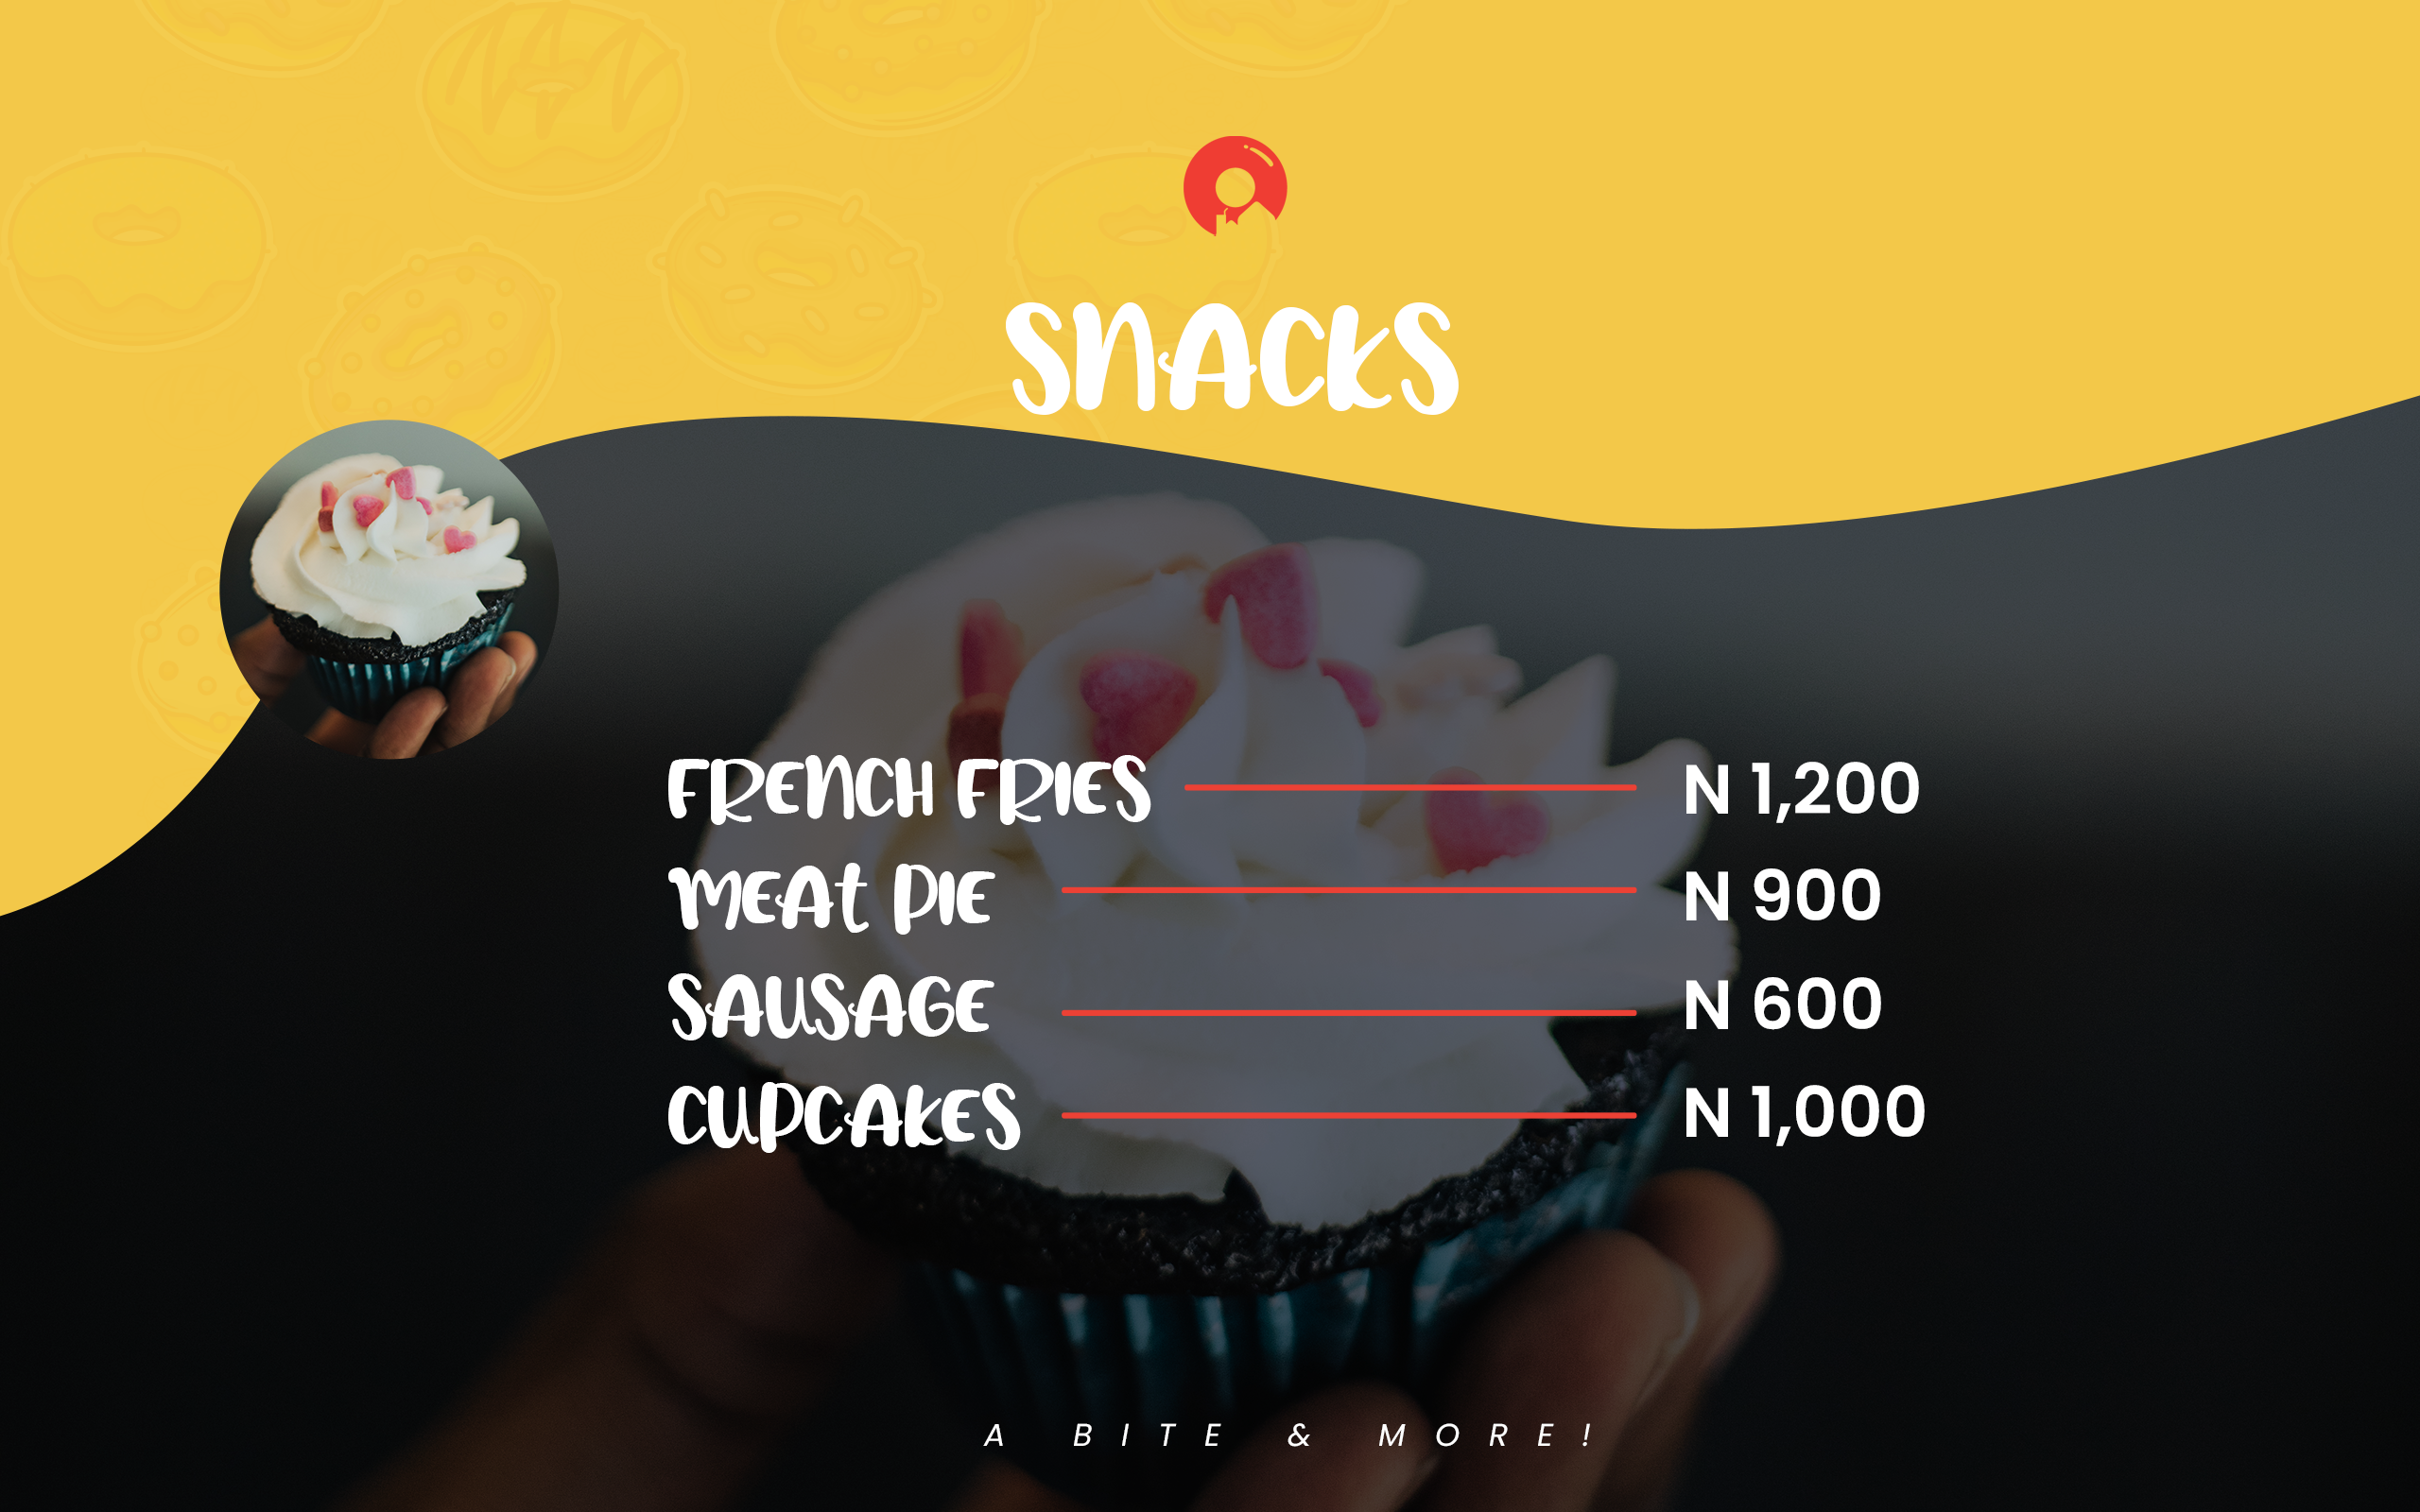 SNACKS
FRENCH FRIES N 1,200
MEAT PIE N 900
SAUSAGE N 600
CUPCAKES N 1,000
A BITE & MORE!